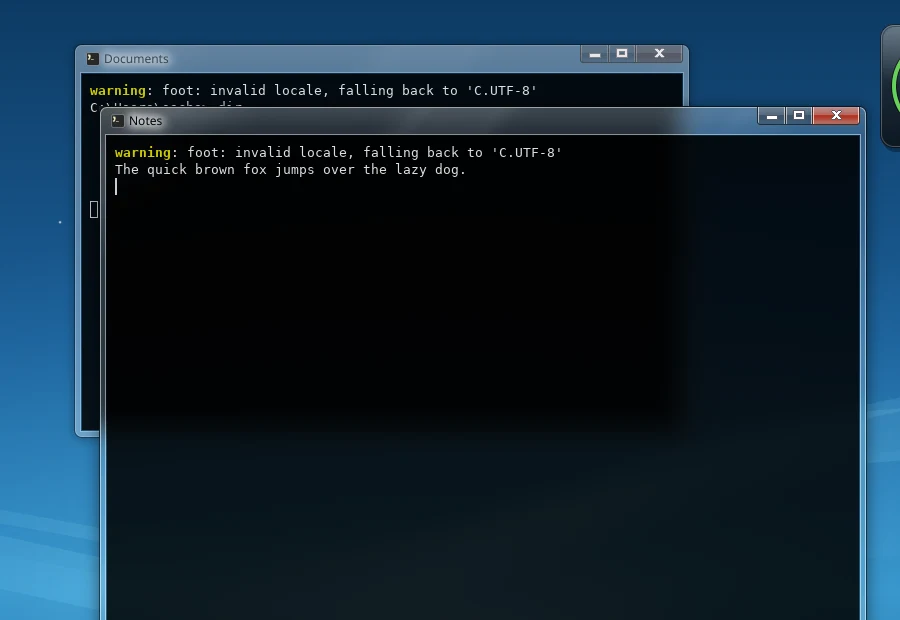 Documents
warning: foot: invalid locale, falling back to 'C.UTF-8'
Notes
warning: foot: invalid locale, falling back to 'C.UTF-8'
The quick brown fox jumps over the lazy dog.